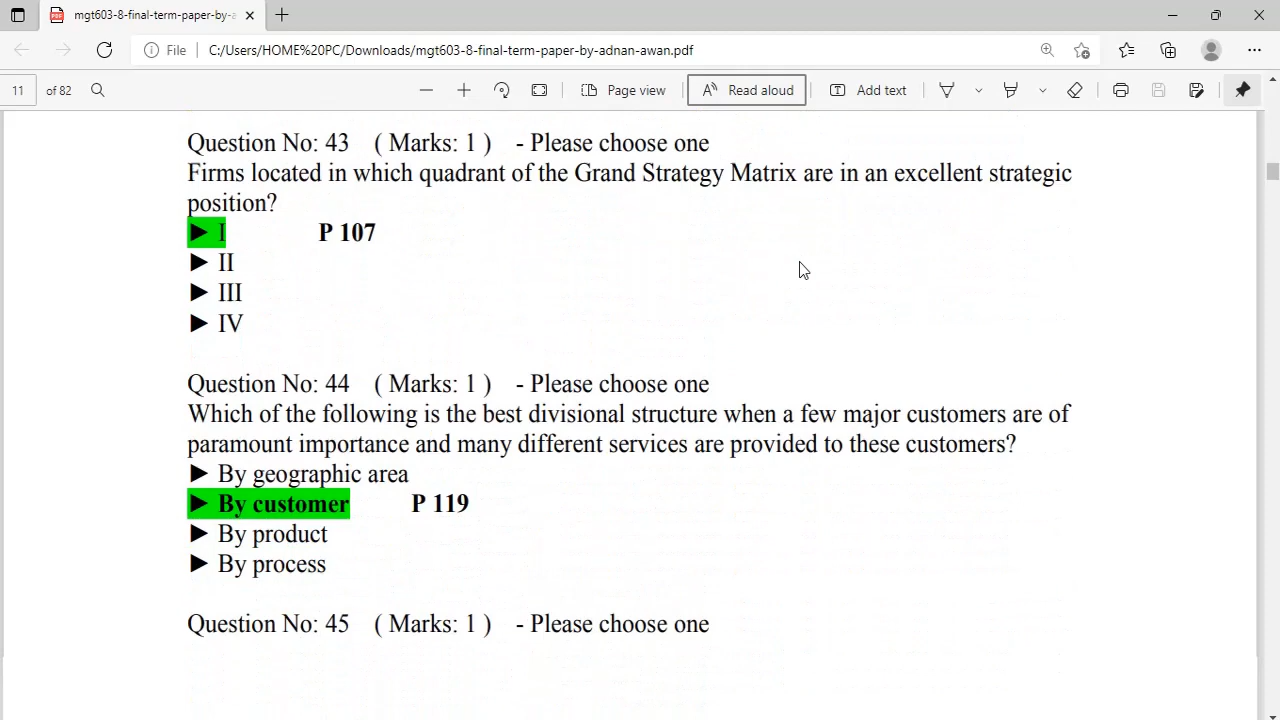 mgt603-8-final-term-paper-by-a
File
C:/Users/HOME%20PC/Downloads/mgt603-8-final-term-paper-by-adnan-awan.pdf
11 of 82
Page view
Read aloud
Add text
Question No: 43 ( Marks: 1 ) - Please choose one
Firms located in which quadrant of the Grand Strategy Matrix are in an excellent strategic
position?
► I P 107
► II
► III
► IV
Question No: 44 ( Marks: 1 ) - Please choose one
Which of the following is the best divisional structure when a few major customers are of
paramount importance and many different services are provided to these customers?
► By geographic area
► By customer P 119
► By product
► By process
Question No: 45 ( Marks: 1 ) - Please choose one